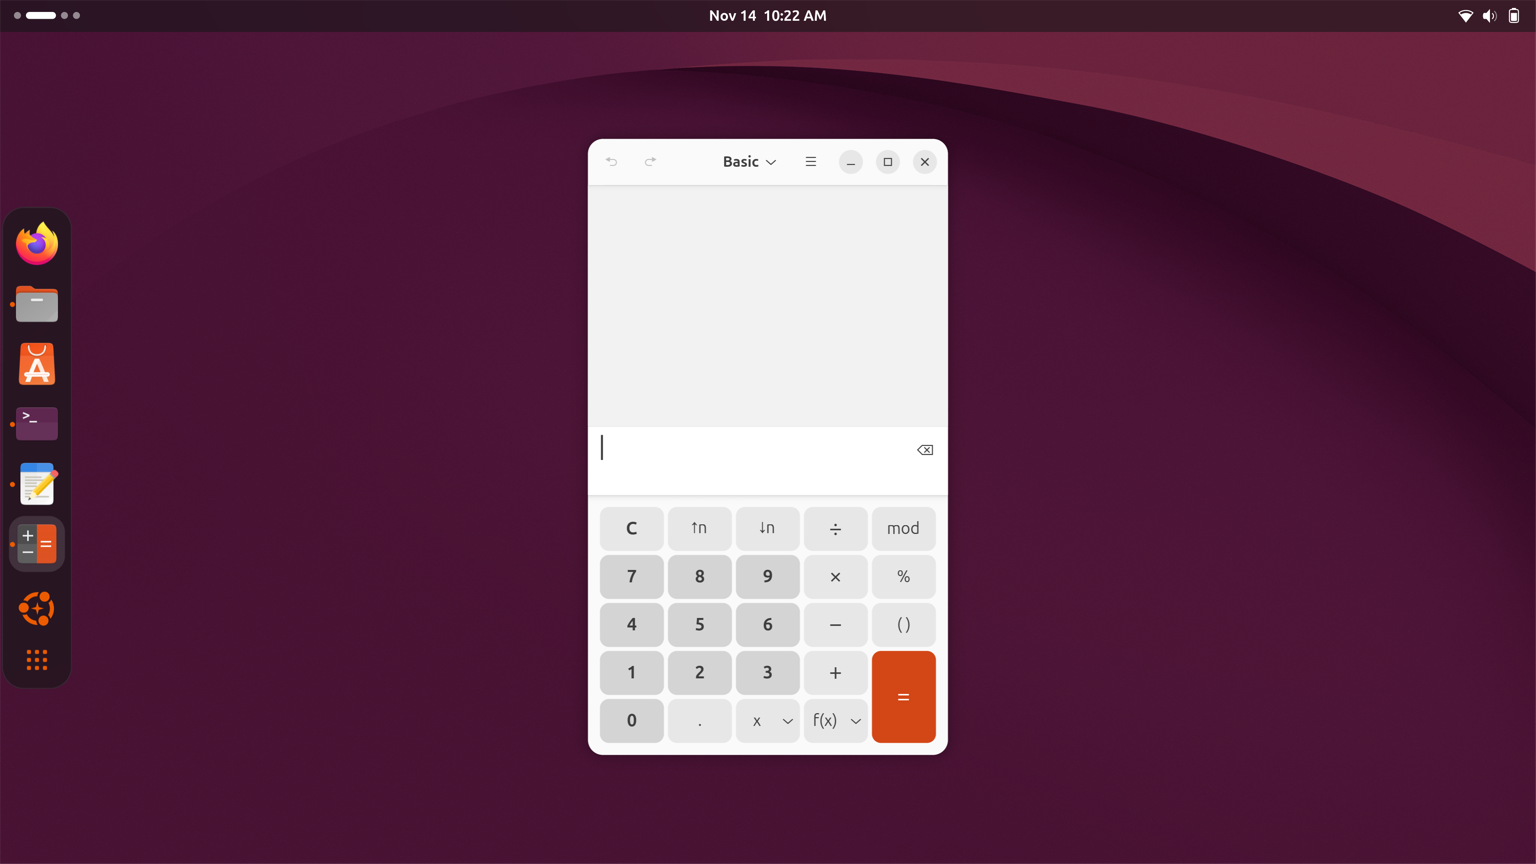 Nov 14 10:22 AM
Basic
C ↑n ↓n ÷ mod
7 8 9 × %
4 5 6 − ( )
1 2 3 +
0 . x f(x) =